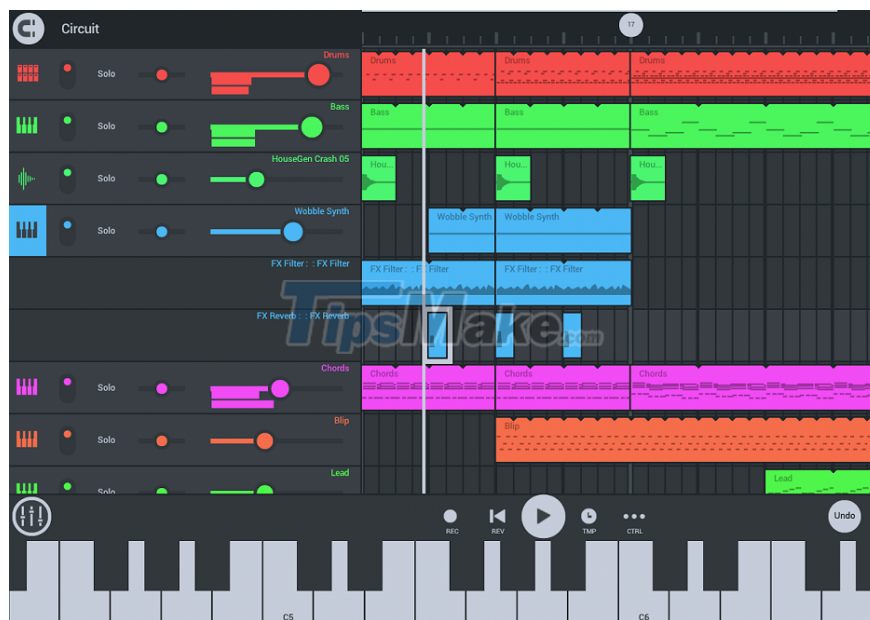 Circuit
17
Drums
Solo
Drums
Drums
Drums
Bass
Solo
Bass
Bass
Bass
HouseGen Crash 05
Solo
Hou...
Hou...
Hou...
Wobble Synth
Solo
Wobble Synth
Wobble Synth
FX Filter : : FX Filter
FX Filter : : FX Filter
FX Filter : : FX Filter
TipsMake.com
FX Reverb : : FX Reverb
Chords
Solo
Chords
Chords
Chords
Blip
Solo
Blip
Lead
Solo
Lead
REC
REV
TMP
CTRL
Undo
C5
C6